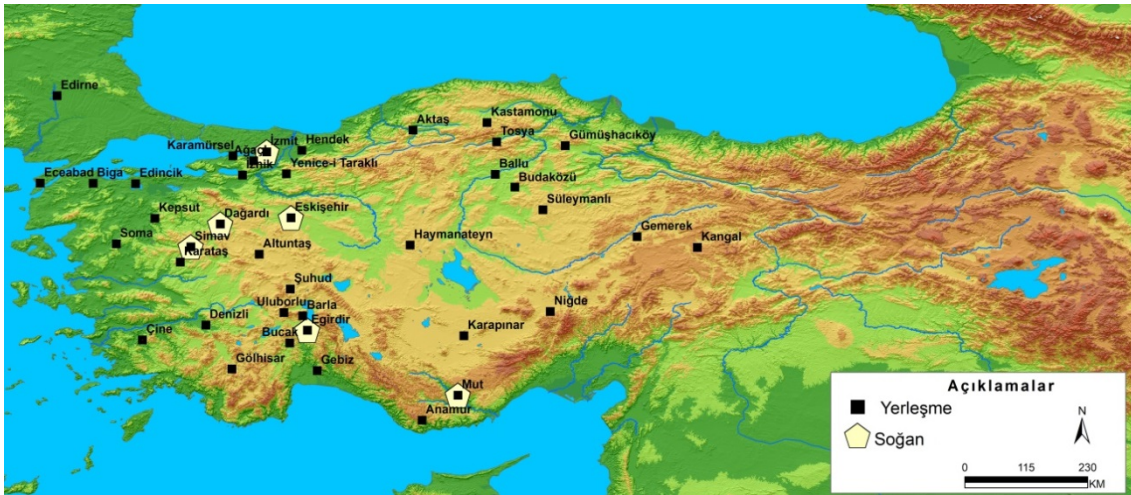 Edirne
Kastamonu
Aktaş
Tosya
Gümüşhacıköy
Hendek
İzmit
Karamürsel
İznik
Yenice-i Taraklı
Ballu
Budaközü
Eceabad
Biga
Edincik
Süleymanlı
Kepsut
Dağardı
Eskişehir
Soma
Simav
Karataş
Altuntaş
Haymanateyn
Gemerek
Kangal
Şuhud
Uluborlu
Barla
Niğde
Denizli
Egirdir
Çine
Bucak
Karapınar
Gölhisar
Gebiz
Mut
Anamur
Açıklamalar
Yerleşme
Soğan
N
0 115 230
KM